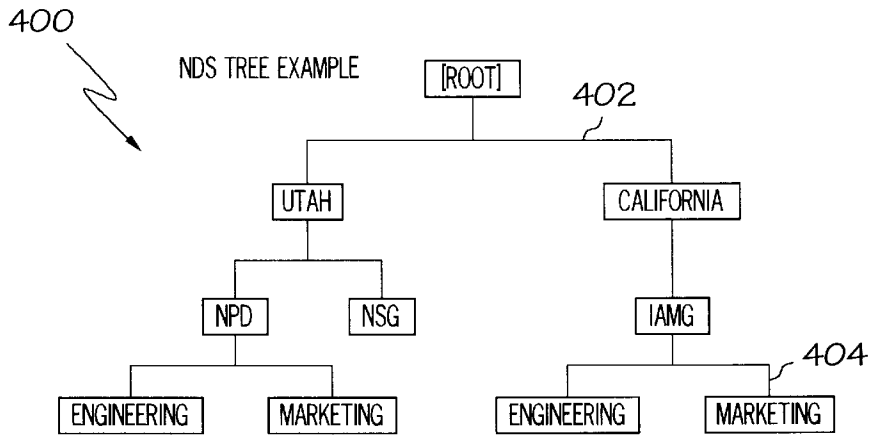 400
NDS TREE EXAMPLE
[ROOT]
402
UTAH
CALIFORNIA
NPD
NSG
IAMG
404
ENGINEERING
MARKETING
ENGINEERING
MARKETING